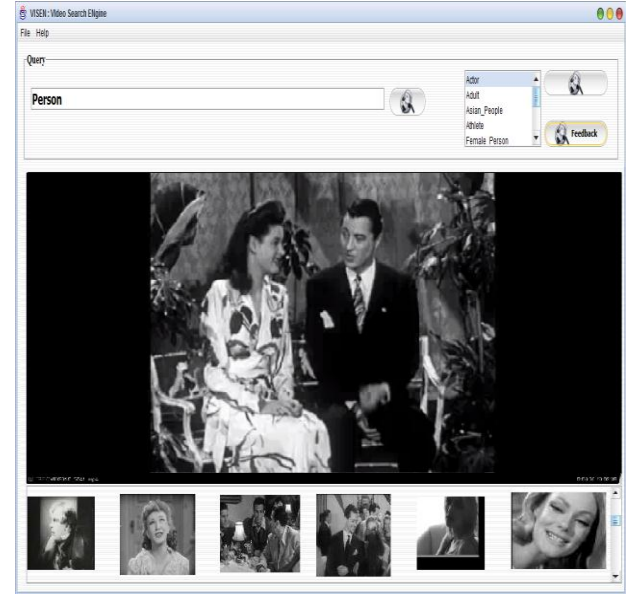 VISEN : Video Search ENgine
File Help
Query
Person
Actor
Adult
Asian_People
Athlete
Female_Person
Feedback